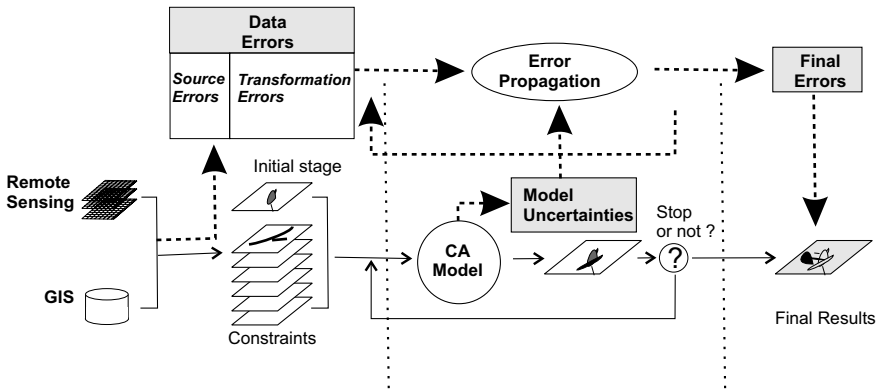 Data
Errors
Source
Errors
Transformation
Errors
Error
Propagation
Final
Errors
Remote
Sensing
GIS
Initial stage
Constraints
CA
Model
Model
Uncertainties
Stop
or not ?
?
Final Results